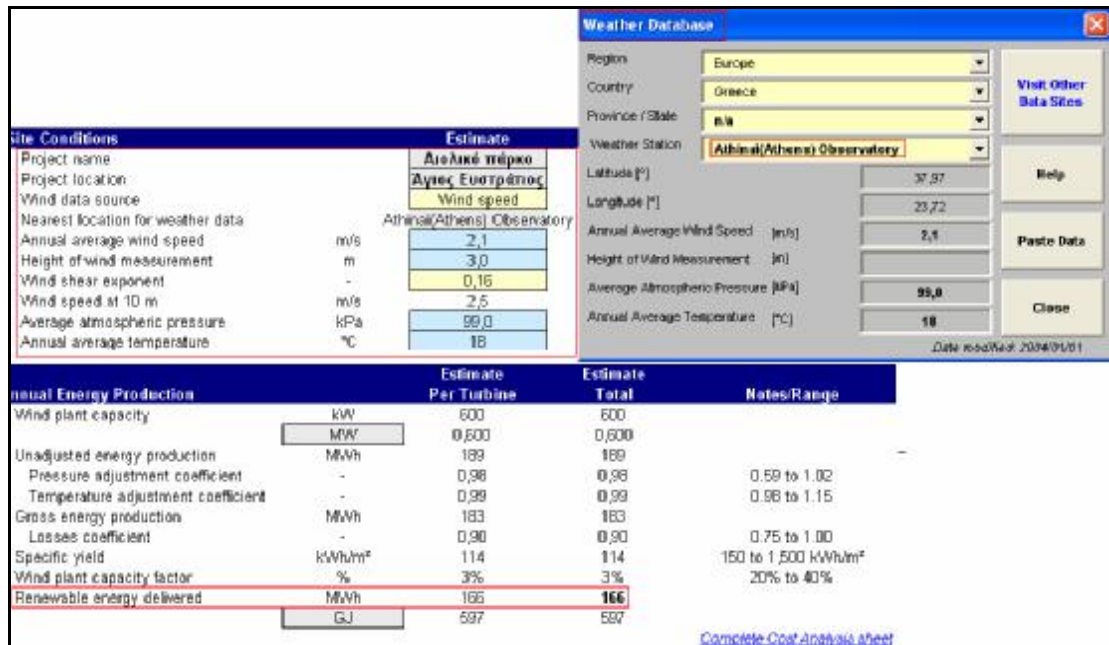 Weather Database
Region Europe
Country Greece
Province / State n/a
Weather Station Athinai(Athens) Observatory
Latitude [°] 37,97
Longitude [°] 23,72
Annual Average Wind Speed [m/s] 2,1
Height of Wind Measurement [m]
Average Atmospheric Pressure [kPa] 99,0
Annual Average Temperature [°C] 18
Visit Other
Data Sites
Help
Paste Data
Close
Date modified: 2004/01/01
Site Conditions Estimate
Project name Αιολικό πάρκο
Project location Άγιος Ευστράτιος
Wind data source Wind speed
Nearest location for weather data Athinai(Athens) Observatory
Annual average wind speed m/s 2,1
Height of wind measurement m 3,0
Wind shear exponent - 0,16
Wind speed at 10 m m/s 2,5
Average atmospheric pressure kPa 99,0
Annual average temperature °C 18
Estimate Estimate
nnual Energy Production Per Turbine Total Notes/Range
Wind plant capacity kW 600 600
MW 0,600 0,600
Unadjusted energy production MWh 189 189
Pressure adjustment coefficient - 0,98 0,98 0.59 to 1.02
Temperature adjustment coefficient - 0,99 0,99 0.98 to 1.15
Gross energy production MWh 183 183
Losses coefficient - 0,90 0,90 0.75 to 1.00
Specific yield kWh/m² 114 114 150 to 1,500 kWh/m²
Wind plant capacity factor % 3% 3% 20% to 40%
Renewable energy delivered MWh 166 166
GJ 597 597
Complete Cost Analysis sheet